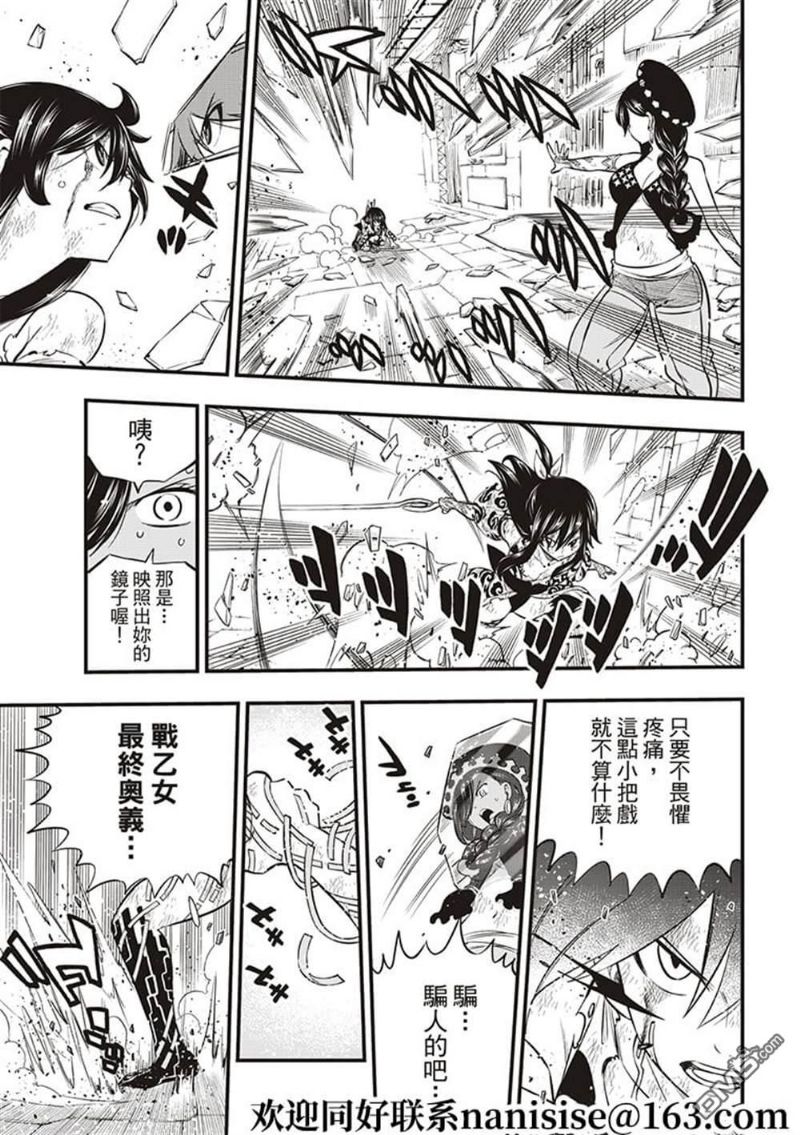 咦？
那是…
映照出妳的
鏡子喔！
只要不畏懼
疼痛，
這點小把戲
就不算什麼！
騙…
騙人的吧…
戰乙女
最終奧義…
欢迎同好联系nanisise@163.com